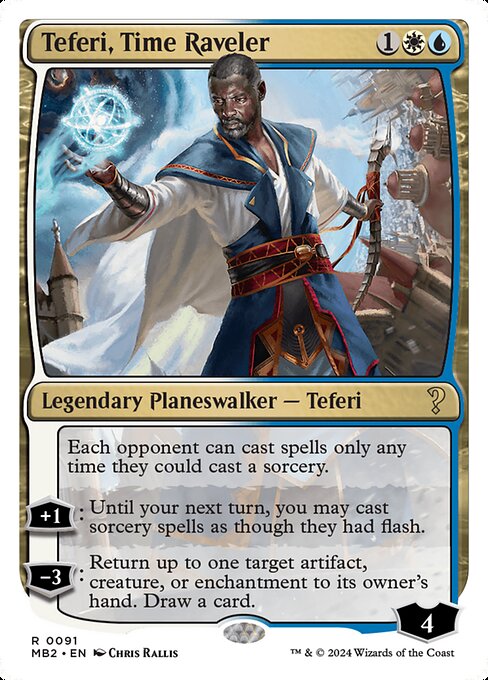 Teferi, Time Raveler 1
Legendary Planeswalker — Teferi
Each opponent can cast spells only any
time they could cast a sorcery.
+1: Until your next turn, you may cast
sorcery spells as though they had flash.
−3: Return up to one target artifact,
creature, or enchantment to its owner's
hand. Draw a card.
4
R 0091
MB2 • EN Chris Rallis
™ & © 2024 Wizards of the Coast